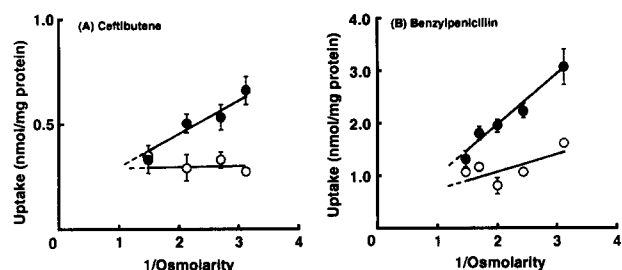 (A) Ceftibutene
Uptake (nmol/mg protein)
1.0
0.5
0
1
2
3
4
1/Osmolarity
(B) Benzylpenicillin
Uptake (nmol/mg protein)
4.0
3.0
2.0
1.0
0
1
2
3
4
1/Osmolarity